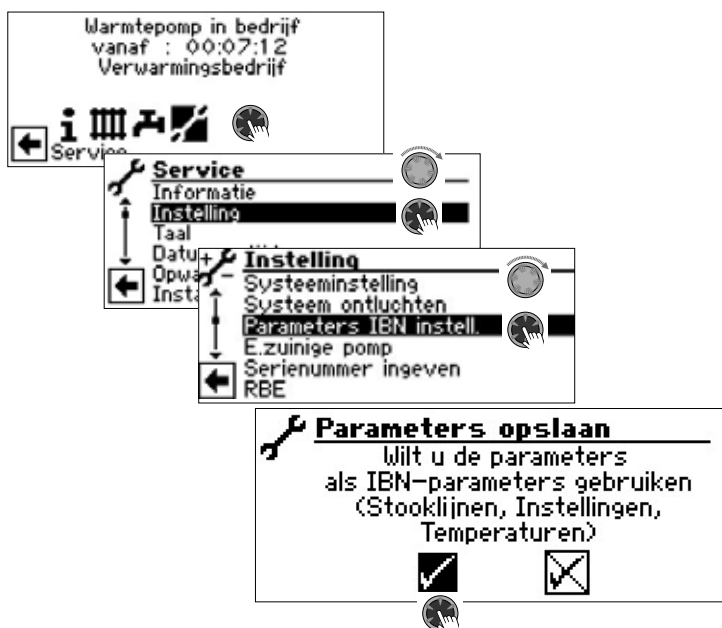 Warmtepomp in bedrijf
vanaf : 00:07:12
Verwarmingsbedrijf
Service
Service
Informatie
Instelling
Taal
Instelling
Systeeminstelling
Systeem ontluchten
Parameters IBN instell.
E.zuinige pomp
Serienummer ingeven
RBE
Parameters opslaan
Wilt u de parameters
als IBN-parameters gebruiken
(Stooklijnen, Instellingen,
Temperaturen)